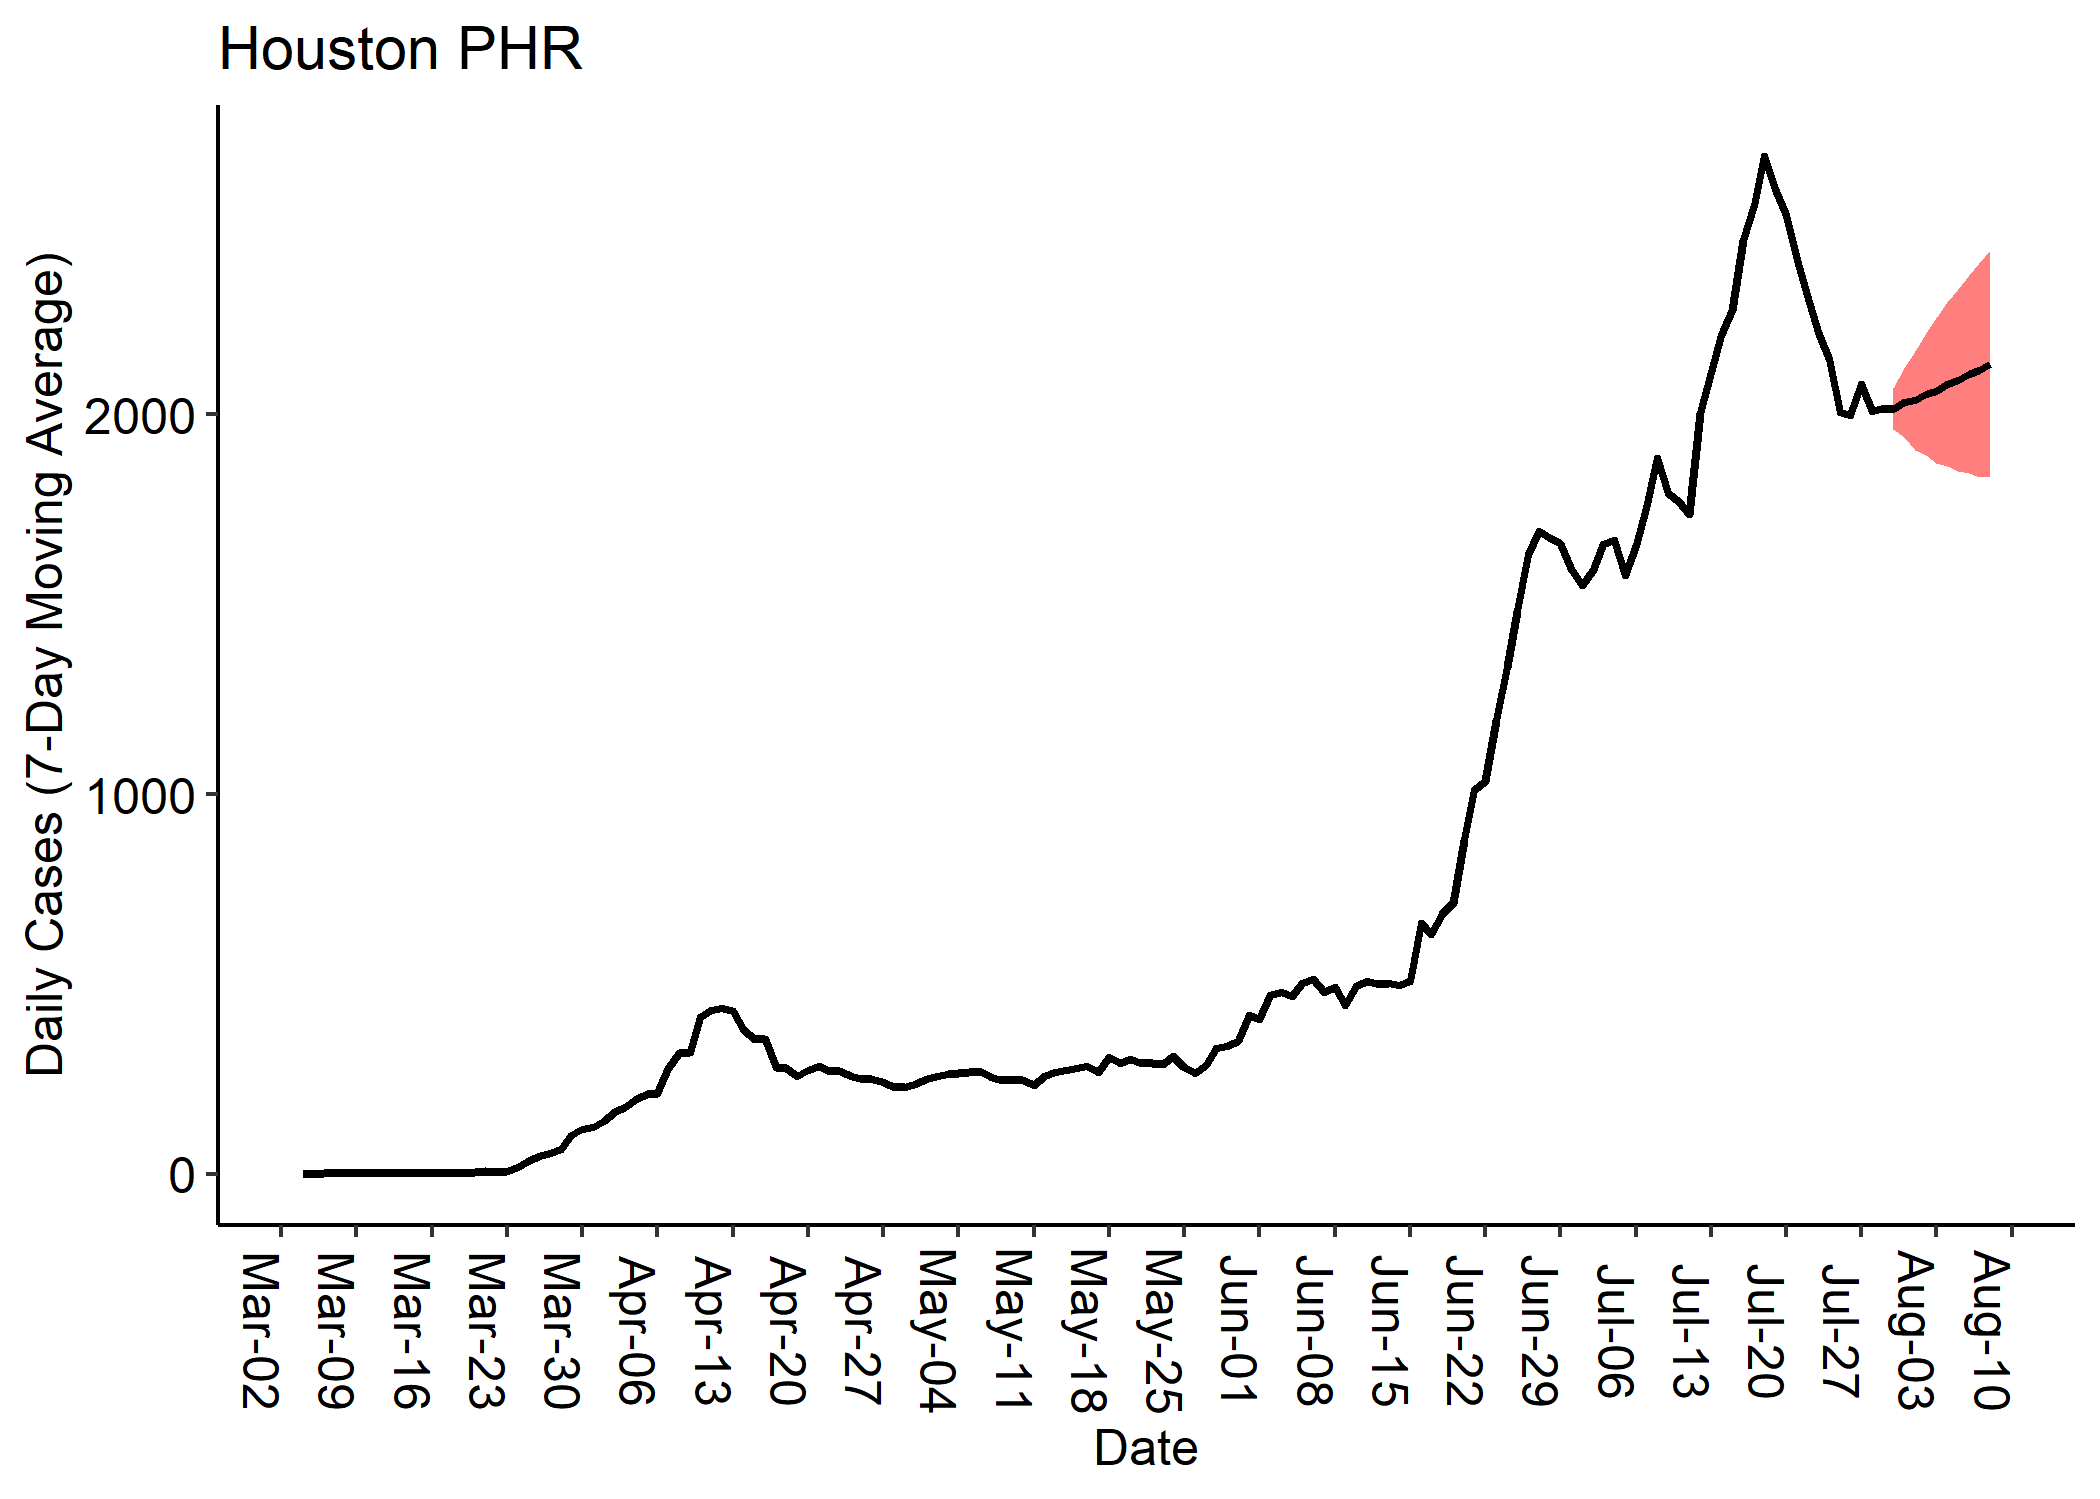 Houston PHR
Daily Cases (7-Day Moving Average)
2000
1000
0
Mar-02
Mar-09
Mar-16
Mar-23
Mar-30
Apr-06
Apr-13
Apr-20
Apr-27
May-04
May-11
May-18
May-25
Jun-01
Jun-08
Jun-15
Jun-22
Jun-29
Jul-06
Jul-13
Jul-20
Jul-27
Aug-03
Aug-10
Date